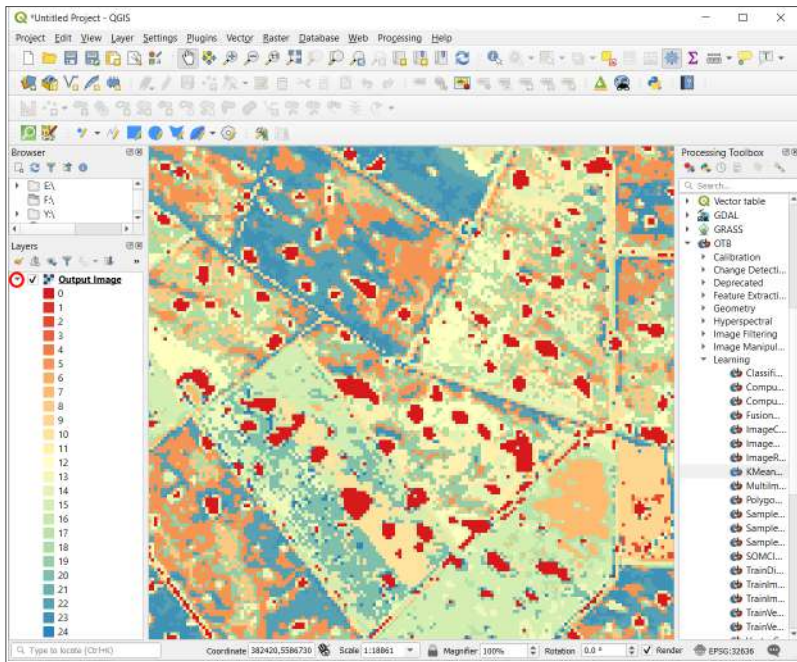 *Untitled Project - QGIS
Project Edit View Layer Settings Plugins Vector Raster Database Web Processing Help
Browser
E:\
F:\
Y:\
Layers
Output Image
0
1
2
3
4
5
6
7
8
9
10
11
12
13
14
15
16
17
18
19
20
21
22
23
24
Processing Toolbox
Search...
Vector table
GDAL
GRASS
OTB
Calibration
Change Detecti...
Deprecated
Feature Extracti...
Geometry
Hyperspectral
Image Filtering
Image Manipul...
Learning
Classifi...
Compu...
Compu...
Fusion...
ImageC...
Image...
ImageR...
KMean...
MultiIm...
Polygo...
Sample...
Sample...
Sample...
SOMCl...
TrainDi...
TrainIm...
TrainIm...
TrainVe...
TrainVe...
Type to locate (Ctrl+K)
Coordinate 382420,5586730 Scale 1:18861 Magnifier 100% Rotation 0.0 ° Render EPSG:32636